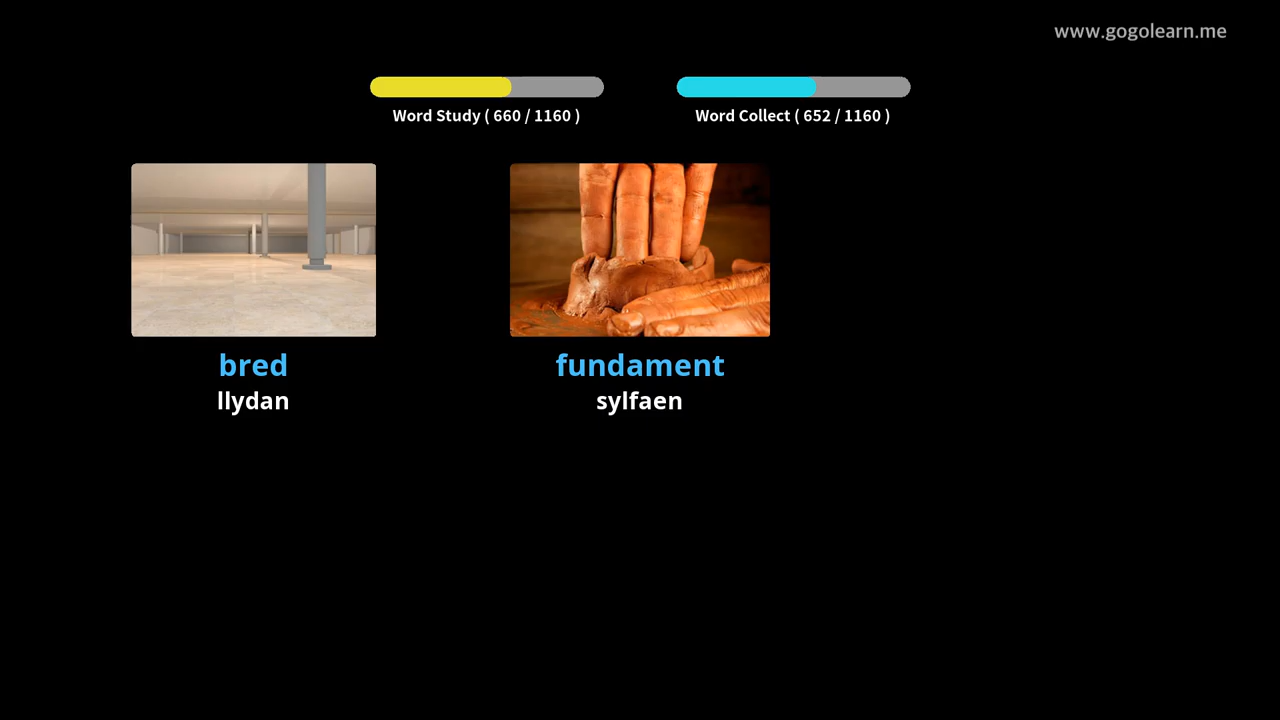 www.gogolearn.me
Word Study ( 660 / 1160 )
Word Collect ( 652 / 1160 )
bred
llydan
fundament
sylfaen